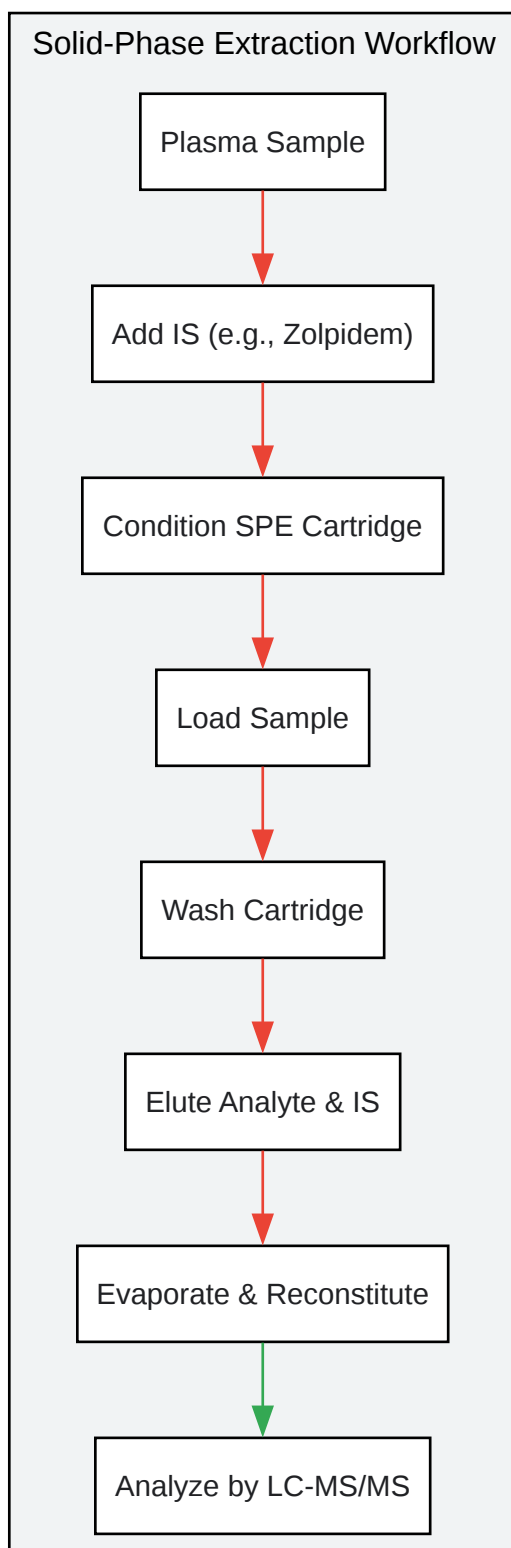 Solid-Phase Extraction Workflow
Plasma Sample
Add IS (e.g., Zolpidem)
Condition SPE Cartridge
Load Sample
Wash Cartridge
Elute Analyte & IS
Evaporate & Reconstitute
Analyze by LC-MS/MS